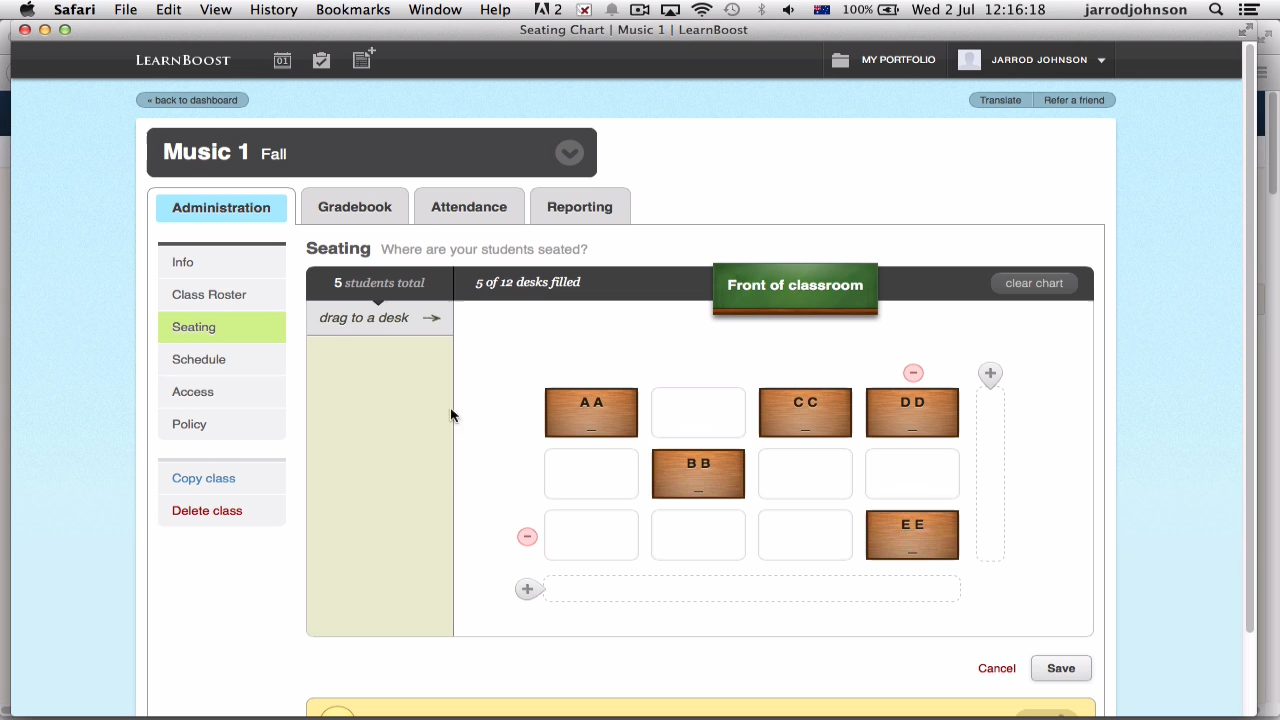 Safari File Edit View History Bookmarks Window Help 2 100% Wed 2 Jul 12:16:18 jarrodjohnson
Seating Chart | Music 1 | LearnBoost
LEARNBOOST 01 MY PORTFOLIO JARROD JOHNSON
« back to dashboard Translate Refer a friend
Music 1 Fall
Administration Gradebook Attendance Reporting
Seating Where are your students seated?
5 students total 5 of 12 desks filled Front of classroom clear chart
drag to a desk →
Info
Class Roster
Seating
Schedule
Access
Policy
Copy class
Delete class
A A C C D D
B B
E E
Cancel Save